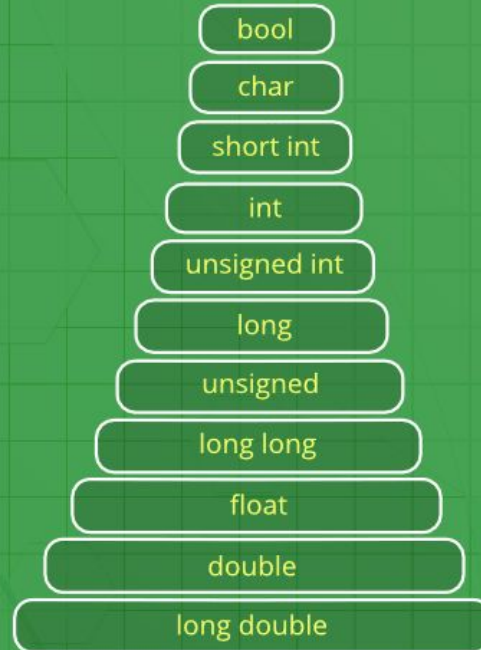 bool
char
short int
int
unsigned int
long
unsigned
long long
float
double
long double